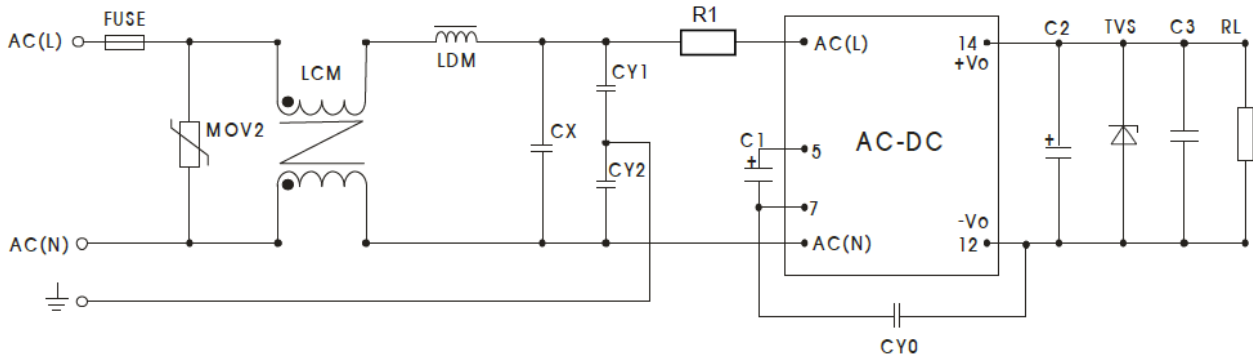 FUSE
AC(L)
LCM
MOV2
LDM
CX
CY1
CY2
R1
AC(L)
C1
+
5
7
AC(N)
AC-DC
14
+Vo
-Vo
12
C2
+
TVS
C3
RL
AC(N)
CY0